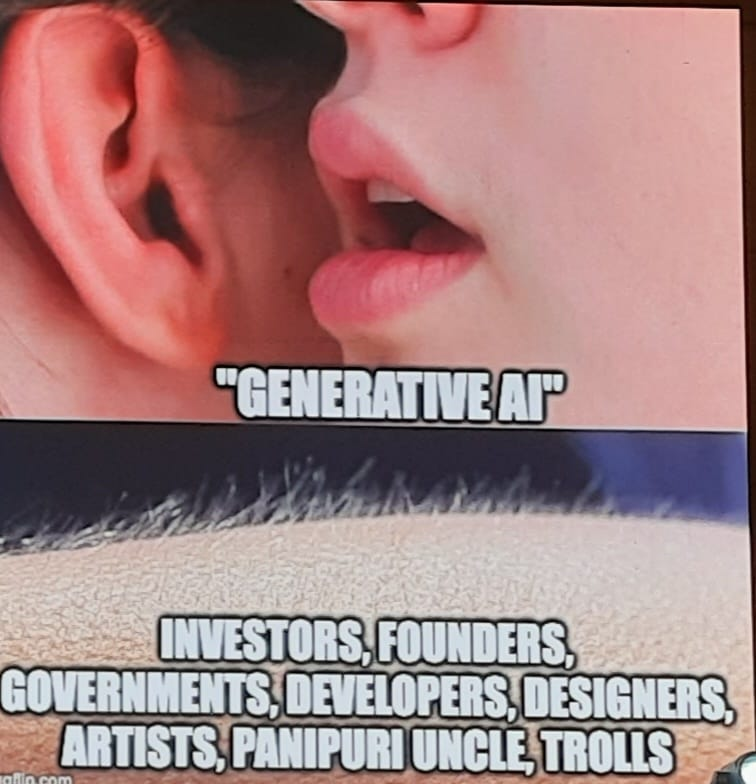 "GENERATIVE AI"
INVESTORS, FOUNDERS,
GOVERNMENTS, DEVELOPERS, DESIGNERS,
ARTISTS, PANIPURI UNCLE, TROLLS